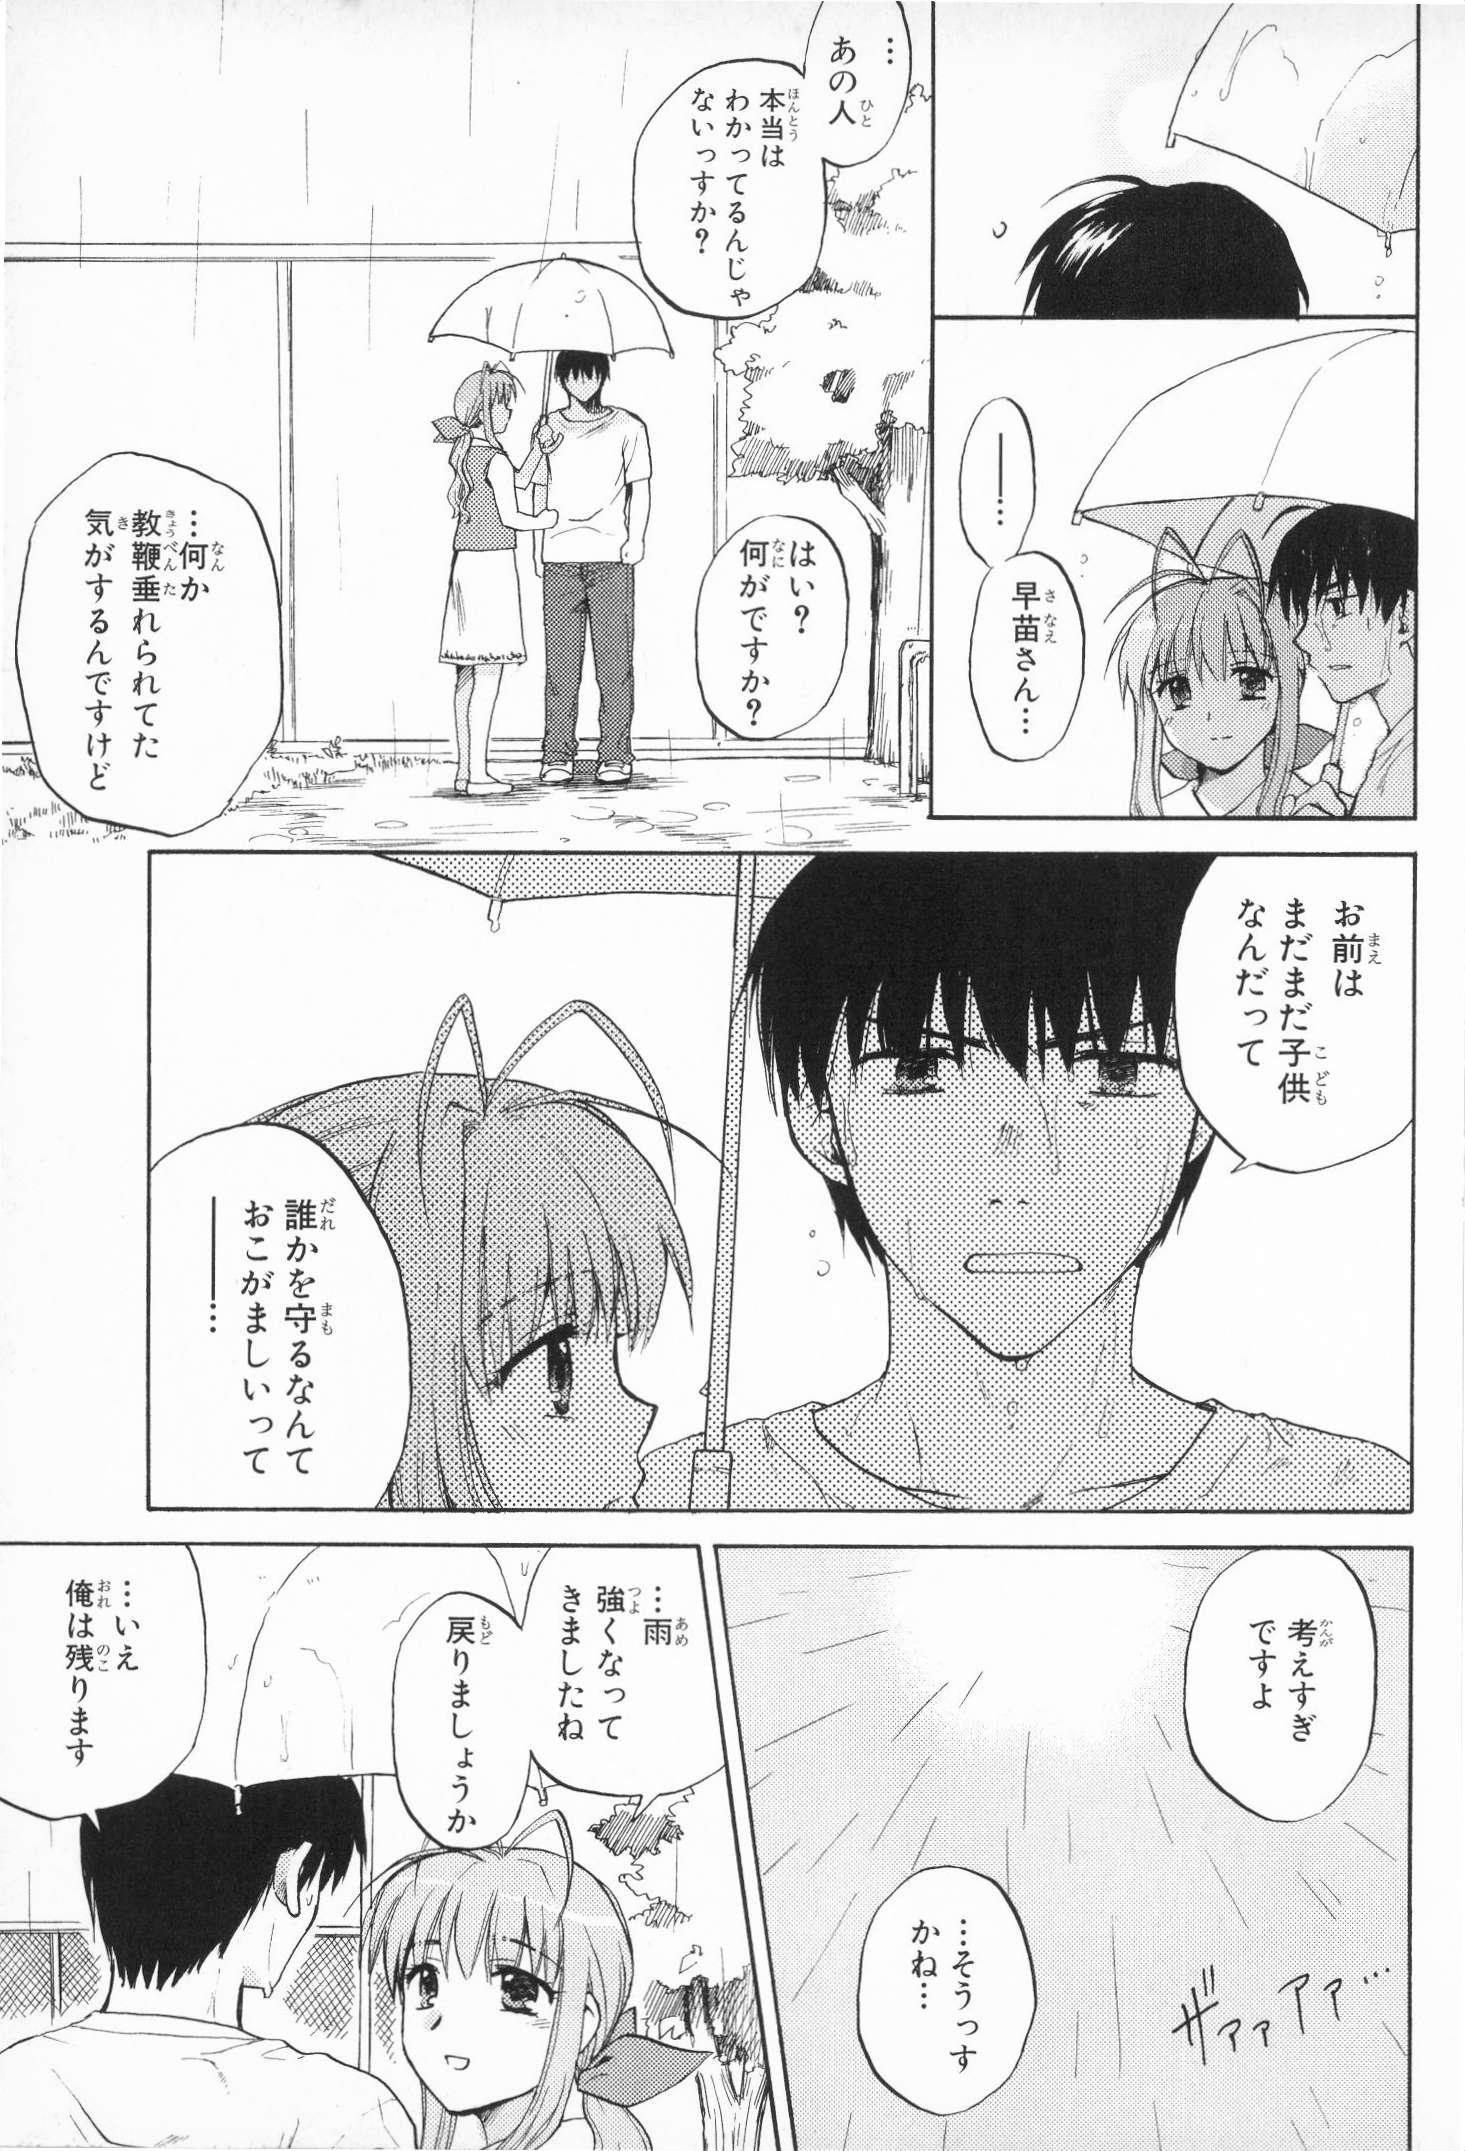 ――…
早苗さん…
…
あの人
本当は
わかってるんじゃ
ないっすか？
はい？
何がですか？
…何か
教鞭垂れられてた
気がするんですけど
お前は
まだまだ子供
なんだって
誰かを守るなんて
おこがましいって
――…
考えすぎ
ですよ
…そうっす
かね…
ザアァァアァ…
…雨
強くなって
きましたね
戻りましょうか
…いえ
俺は残ります